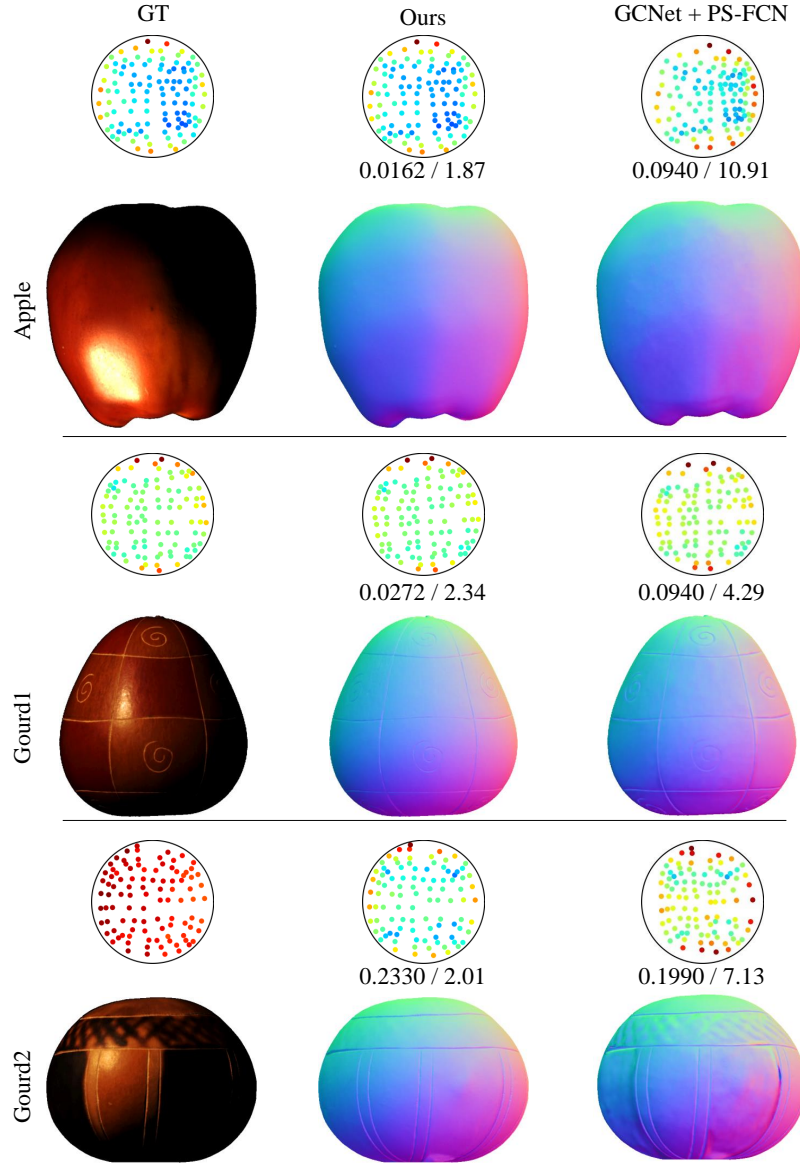 GT Ours GCNet + PS-FCN
0.0162 / 1.87 0.0940 / 10.91
Apple
0.0272 / 2.34 0.0940 / 4.29
Gourd1
0.2330 / 2.01 0.1990 / 7.13
Gourd2